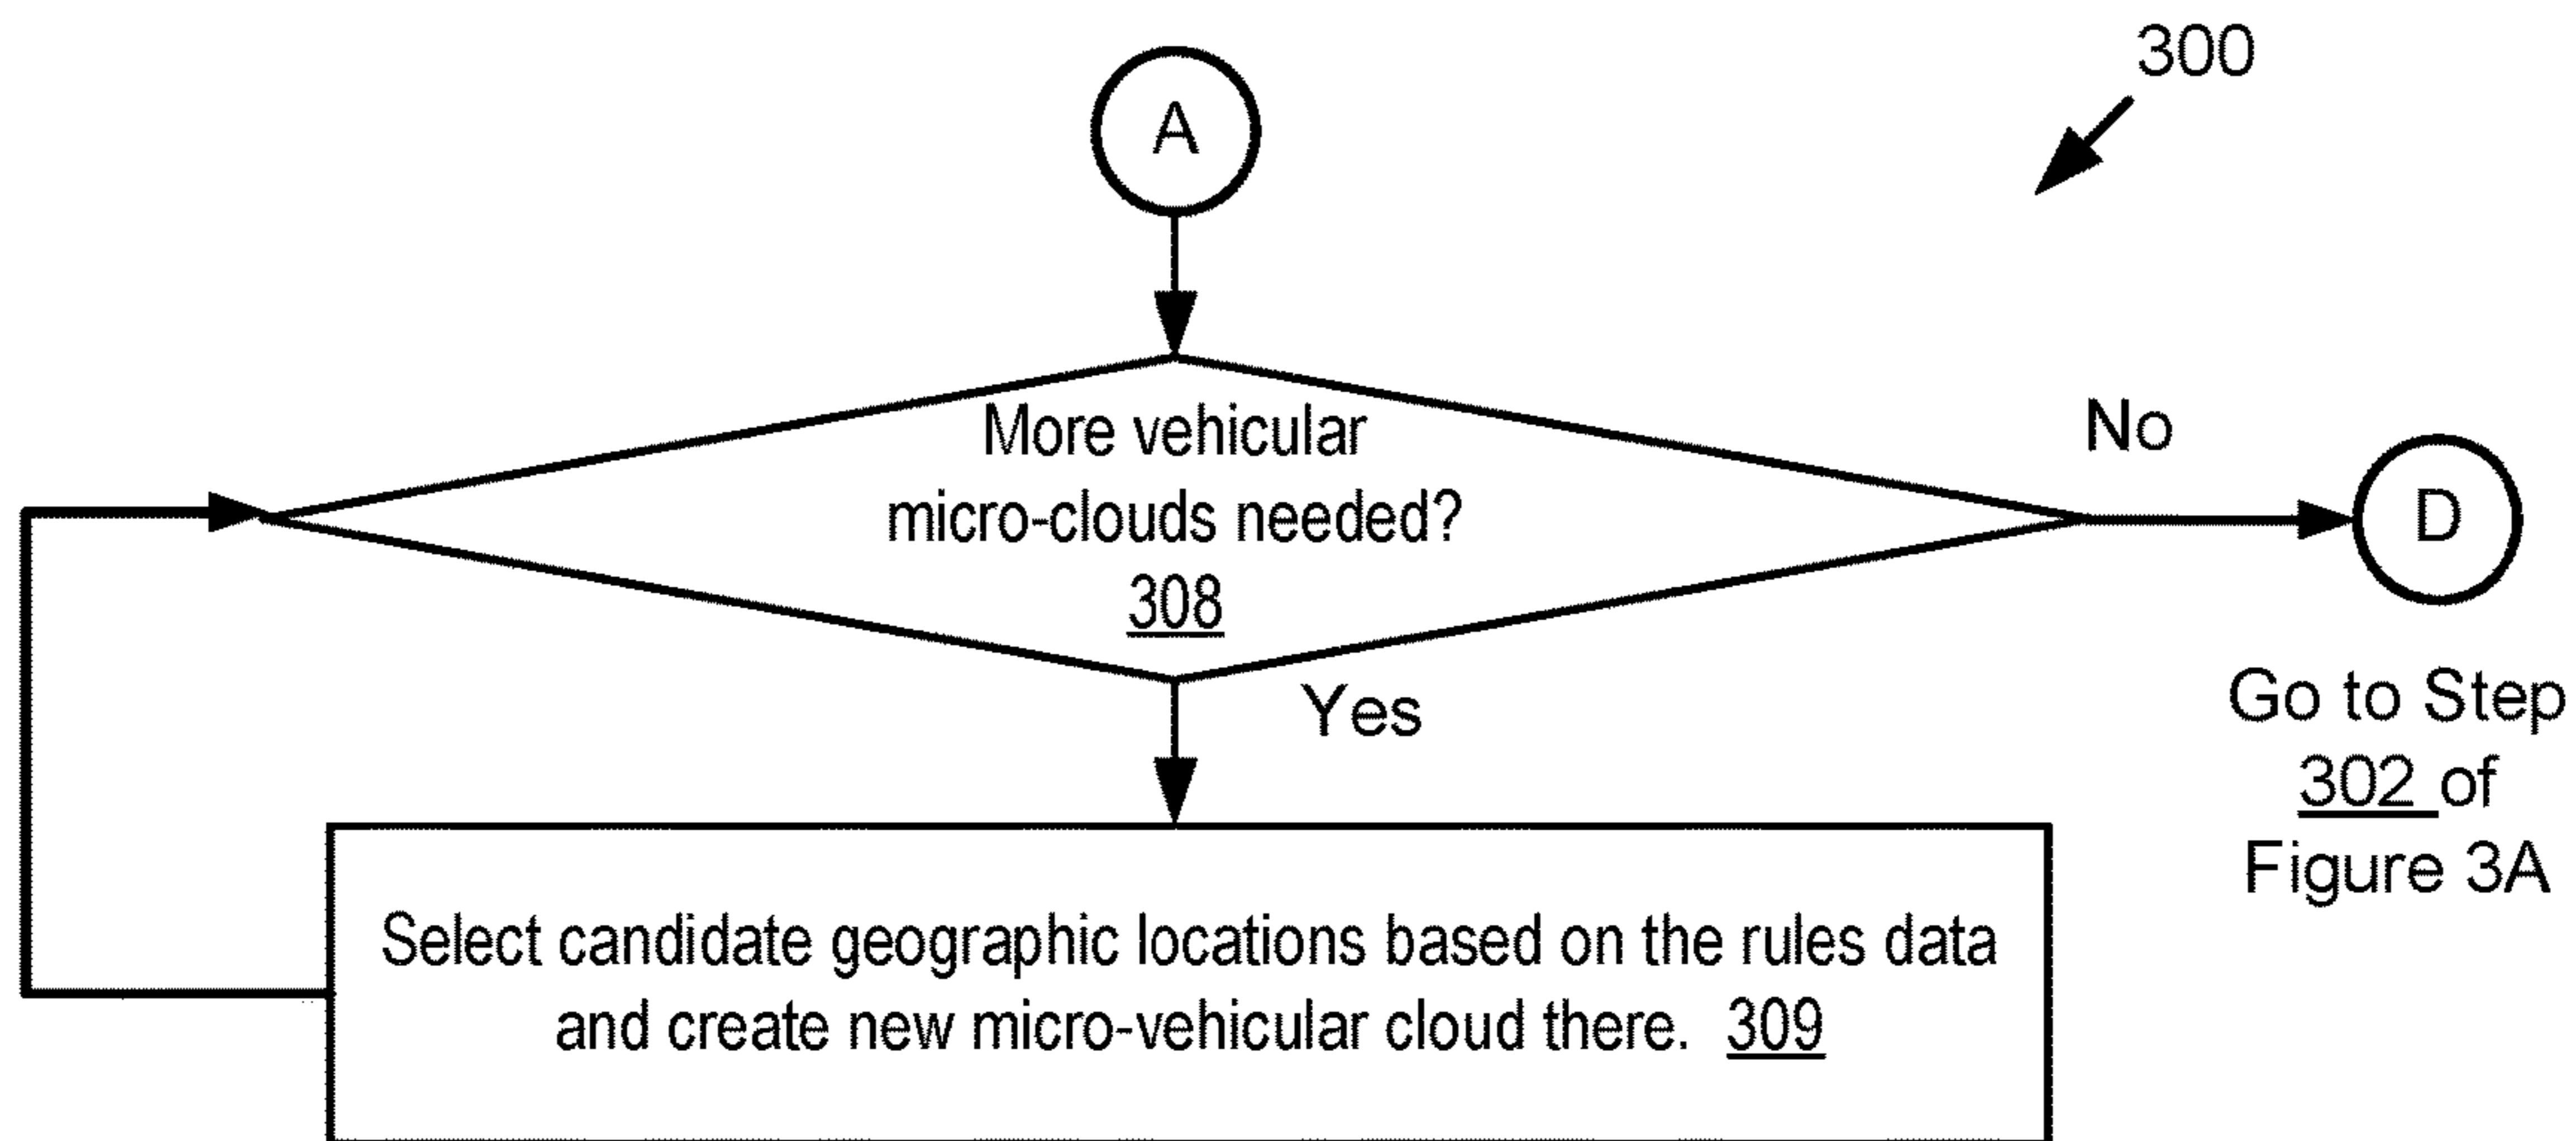 300
A
More vehicular
micro-clouds needed?
308
No
D
Yes
Go to Step
302 of
Figure 3A
Select candidate geographic locations based on the rules data
and create new micro-vehicular cloud there. 309